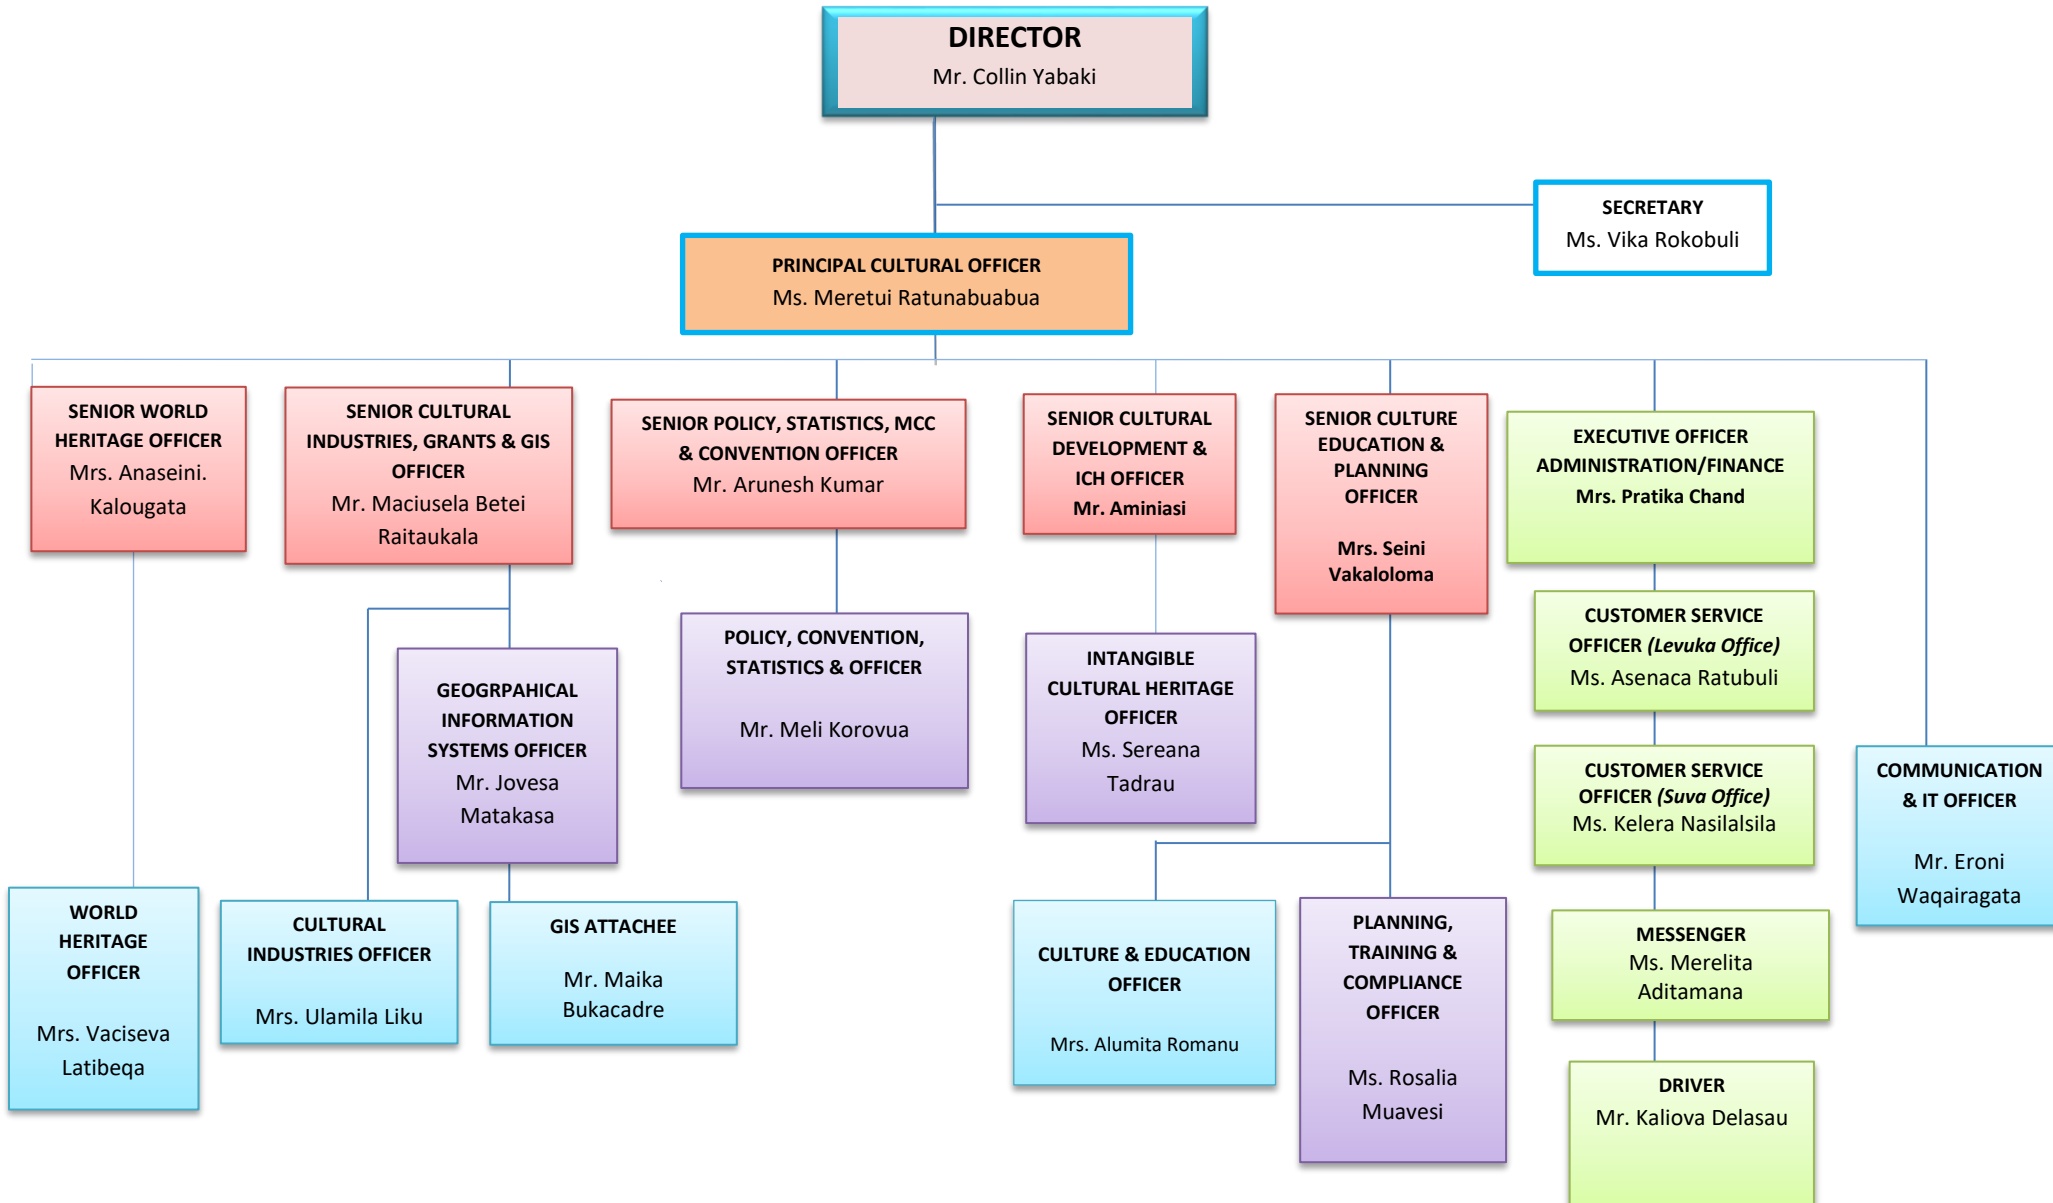 DIRECTOR
Mr. Collin Yabaki
SECRETARY
Ms. Vika Rokobuli
PRINCIPAL CULTURAL OFFICER
Ms. Meretui Ratunabuabua
SENIOR WORLD
HERITAGE OFFICER
Mrs. Anaseini.
Kalougata
SENIOR CULTURAL
INDUSTRIES, GRANTS & GIS
OFFICER
Mr. Maciusela Betei
Raitaukala
SENIOR POLICY, STATISTICS, MCC
& CONVENTION OFFICER
Mr. Arunesh Kumar
SENIOR CULTURAL
DEVELOPMENT &
ICH OFFICER
Mr. Aminiasi
SENIOR CULTURE
EDUCATION &
PLANNING
OFFICER
Mrs. Seini
Vakaloloma
EXECUTIVE OFFICER
ADMINISTRATION/FINANCE
Mrs. Pratika Chand
CUSTOMER SERVICE
OFFICER (Levuka Office)
Ms. Asenaca Ratubuli
POLICY, CONVENTION,
STATISTICS & OFFICER
Mr. Meli Korovua
INTANGIBLE
CULTURAL HERITAGE
OFFICER
Ms. Sereana
Tadrau
GEOGRPAHICAL
INFORMATION
SYSTEMS OFFICER
Mr. Jovesa
Matakasa
CUSTOMER SERVICE
OFFICER (Suva Office)
Ms. Kelera Nasilalsila
COMMUNICATION
& IT OFFICER
Mr. Eroni
Waqairagata
WORLD
HERITAGE
OFFICER
Mrs. Vaciseva
Latibeqa
CULTURAL
INDUSTRIES OFFICER
Mrs. Ulamila Liku
GIS ATTACHEE
Mr. Maika
Bukacadre
CULTURE & EDUCATION
OFFICER
Mrs. Alumita Romanu
PLANNING,
TRAINING &
COMPLIANCE
OFFICER
Ms. Rosalia
Muavesi
MESSENGER
Ms. Merelita
Aditamana
DRIVER
Mr. Kaliova Delasau